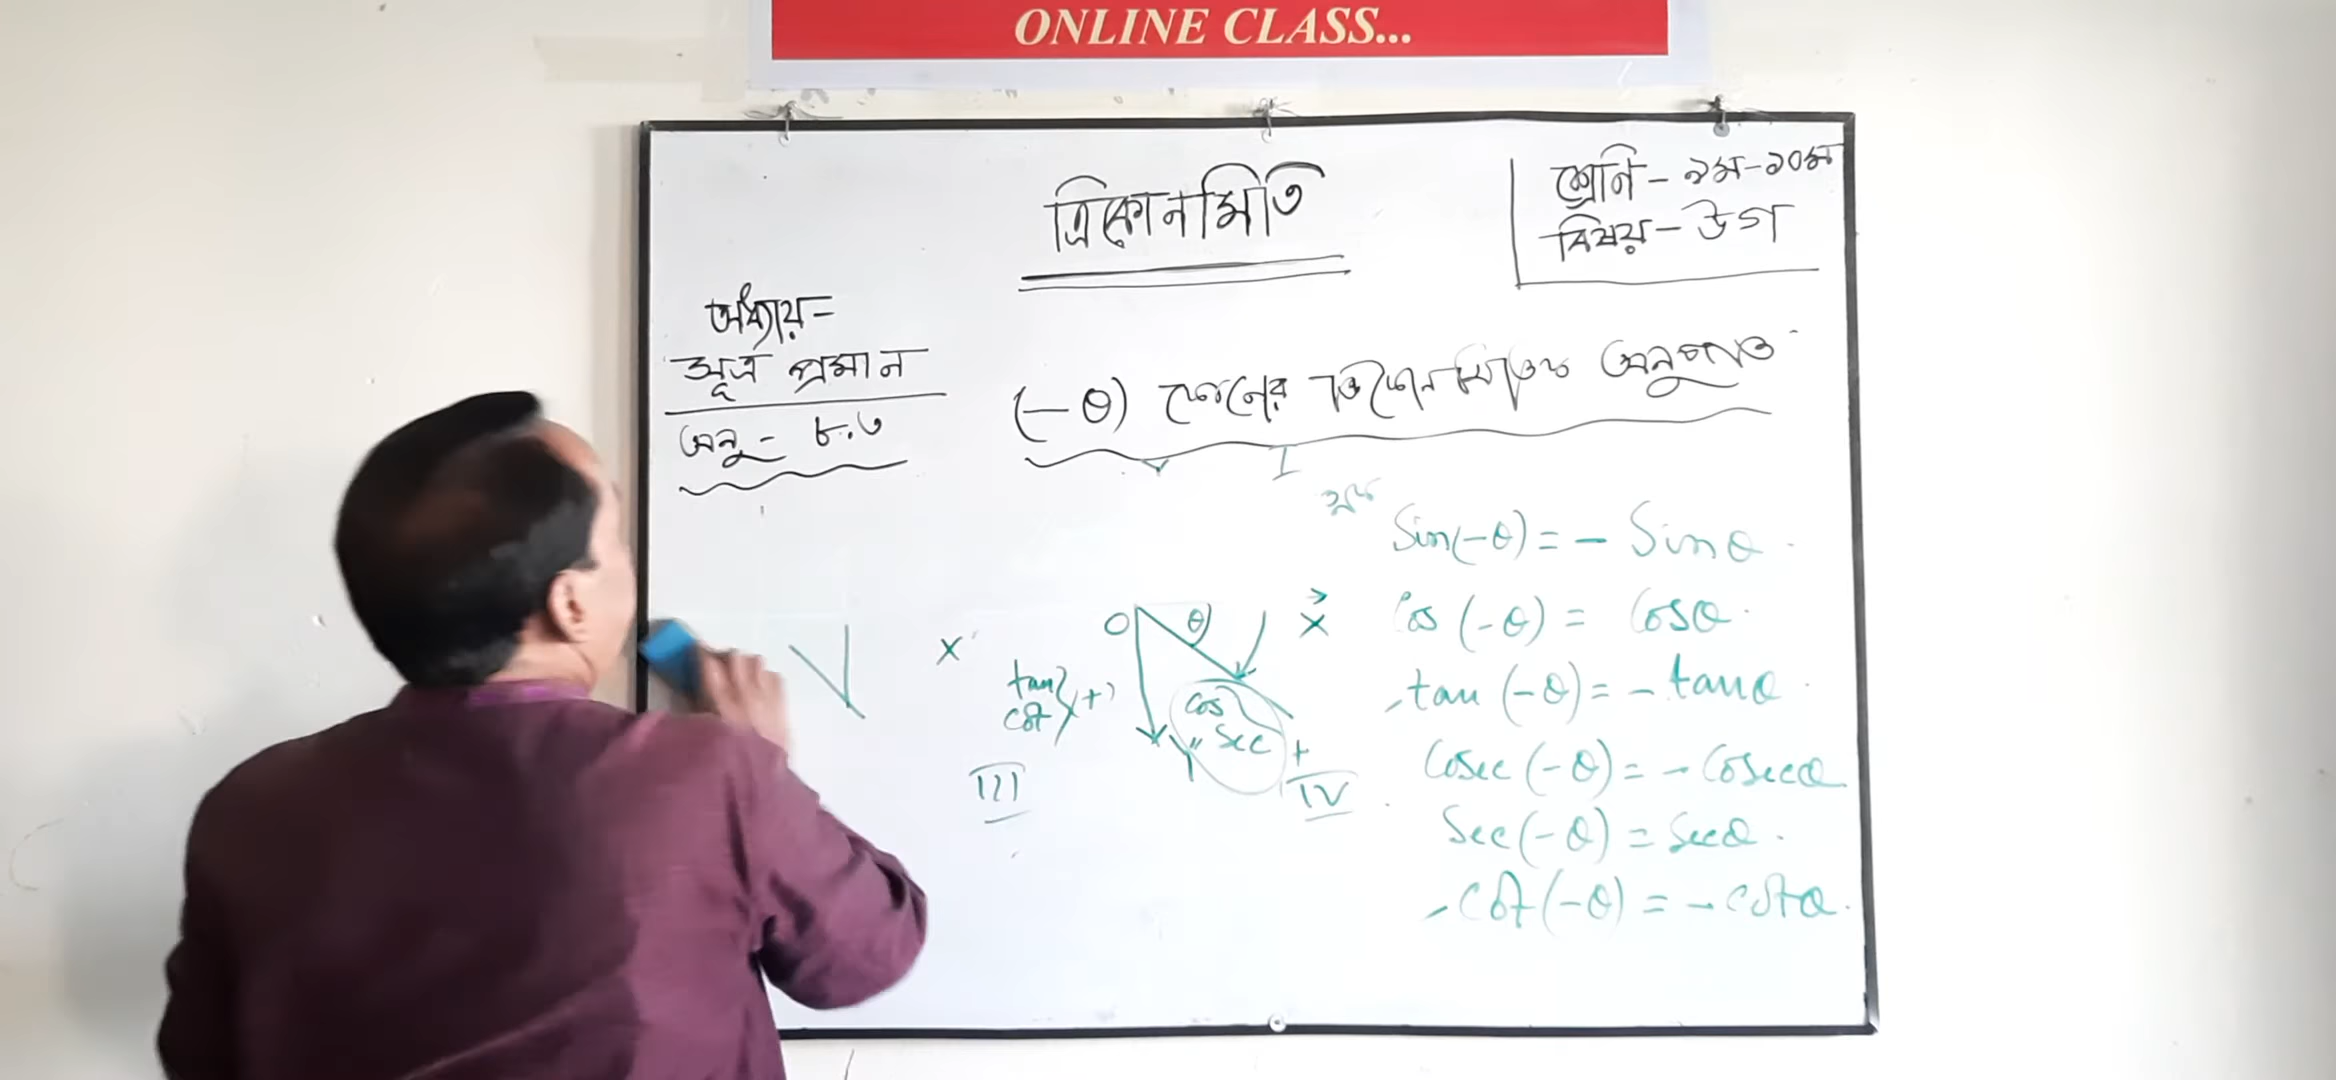 ONLINE CLASS...
ত্রিকোনমিতি
শ্রেনি - ৯ম-১০ম
বিষয় - উগ
অধ্যায় -
সূত্র প্রমান
অনু - ৮.৩
(-θ) কোনের ত্রিকোনমিতিক অনুপাত
I
Sin(-θ) = - Sinθ
Cos (-θ) = Cosθ
tan (-θ) = - tanθ
Cosec (-θ) = - Cosecθ
Sec (-θ) = Secθ
- cot (-θ) = - cotθ
X'
O
θ
X
tan
cot
+
Cos
Sec
+
III
IV